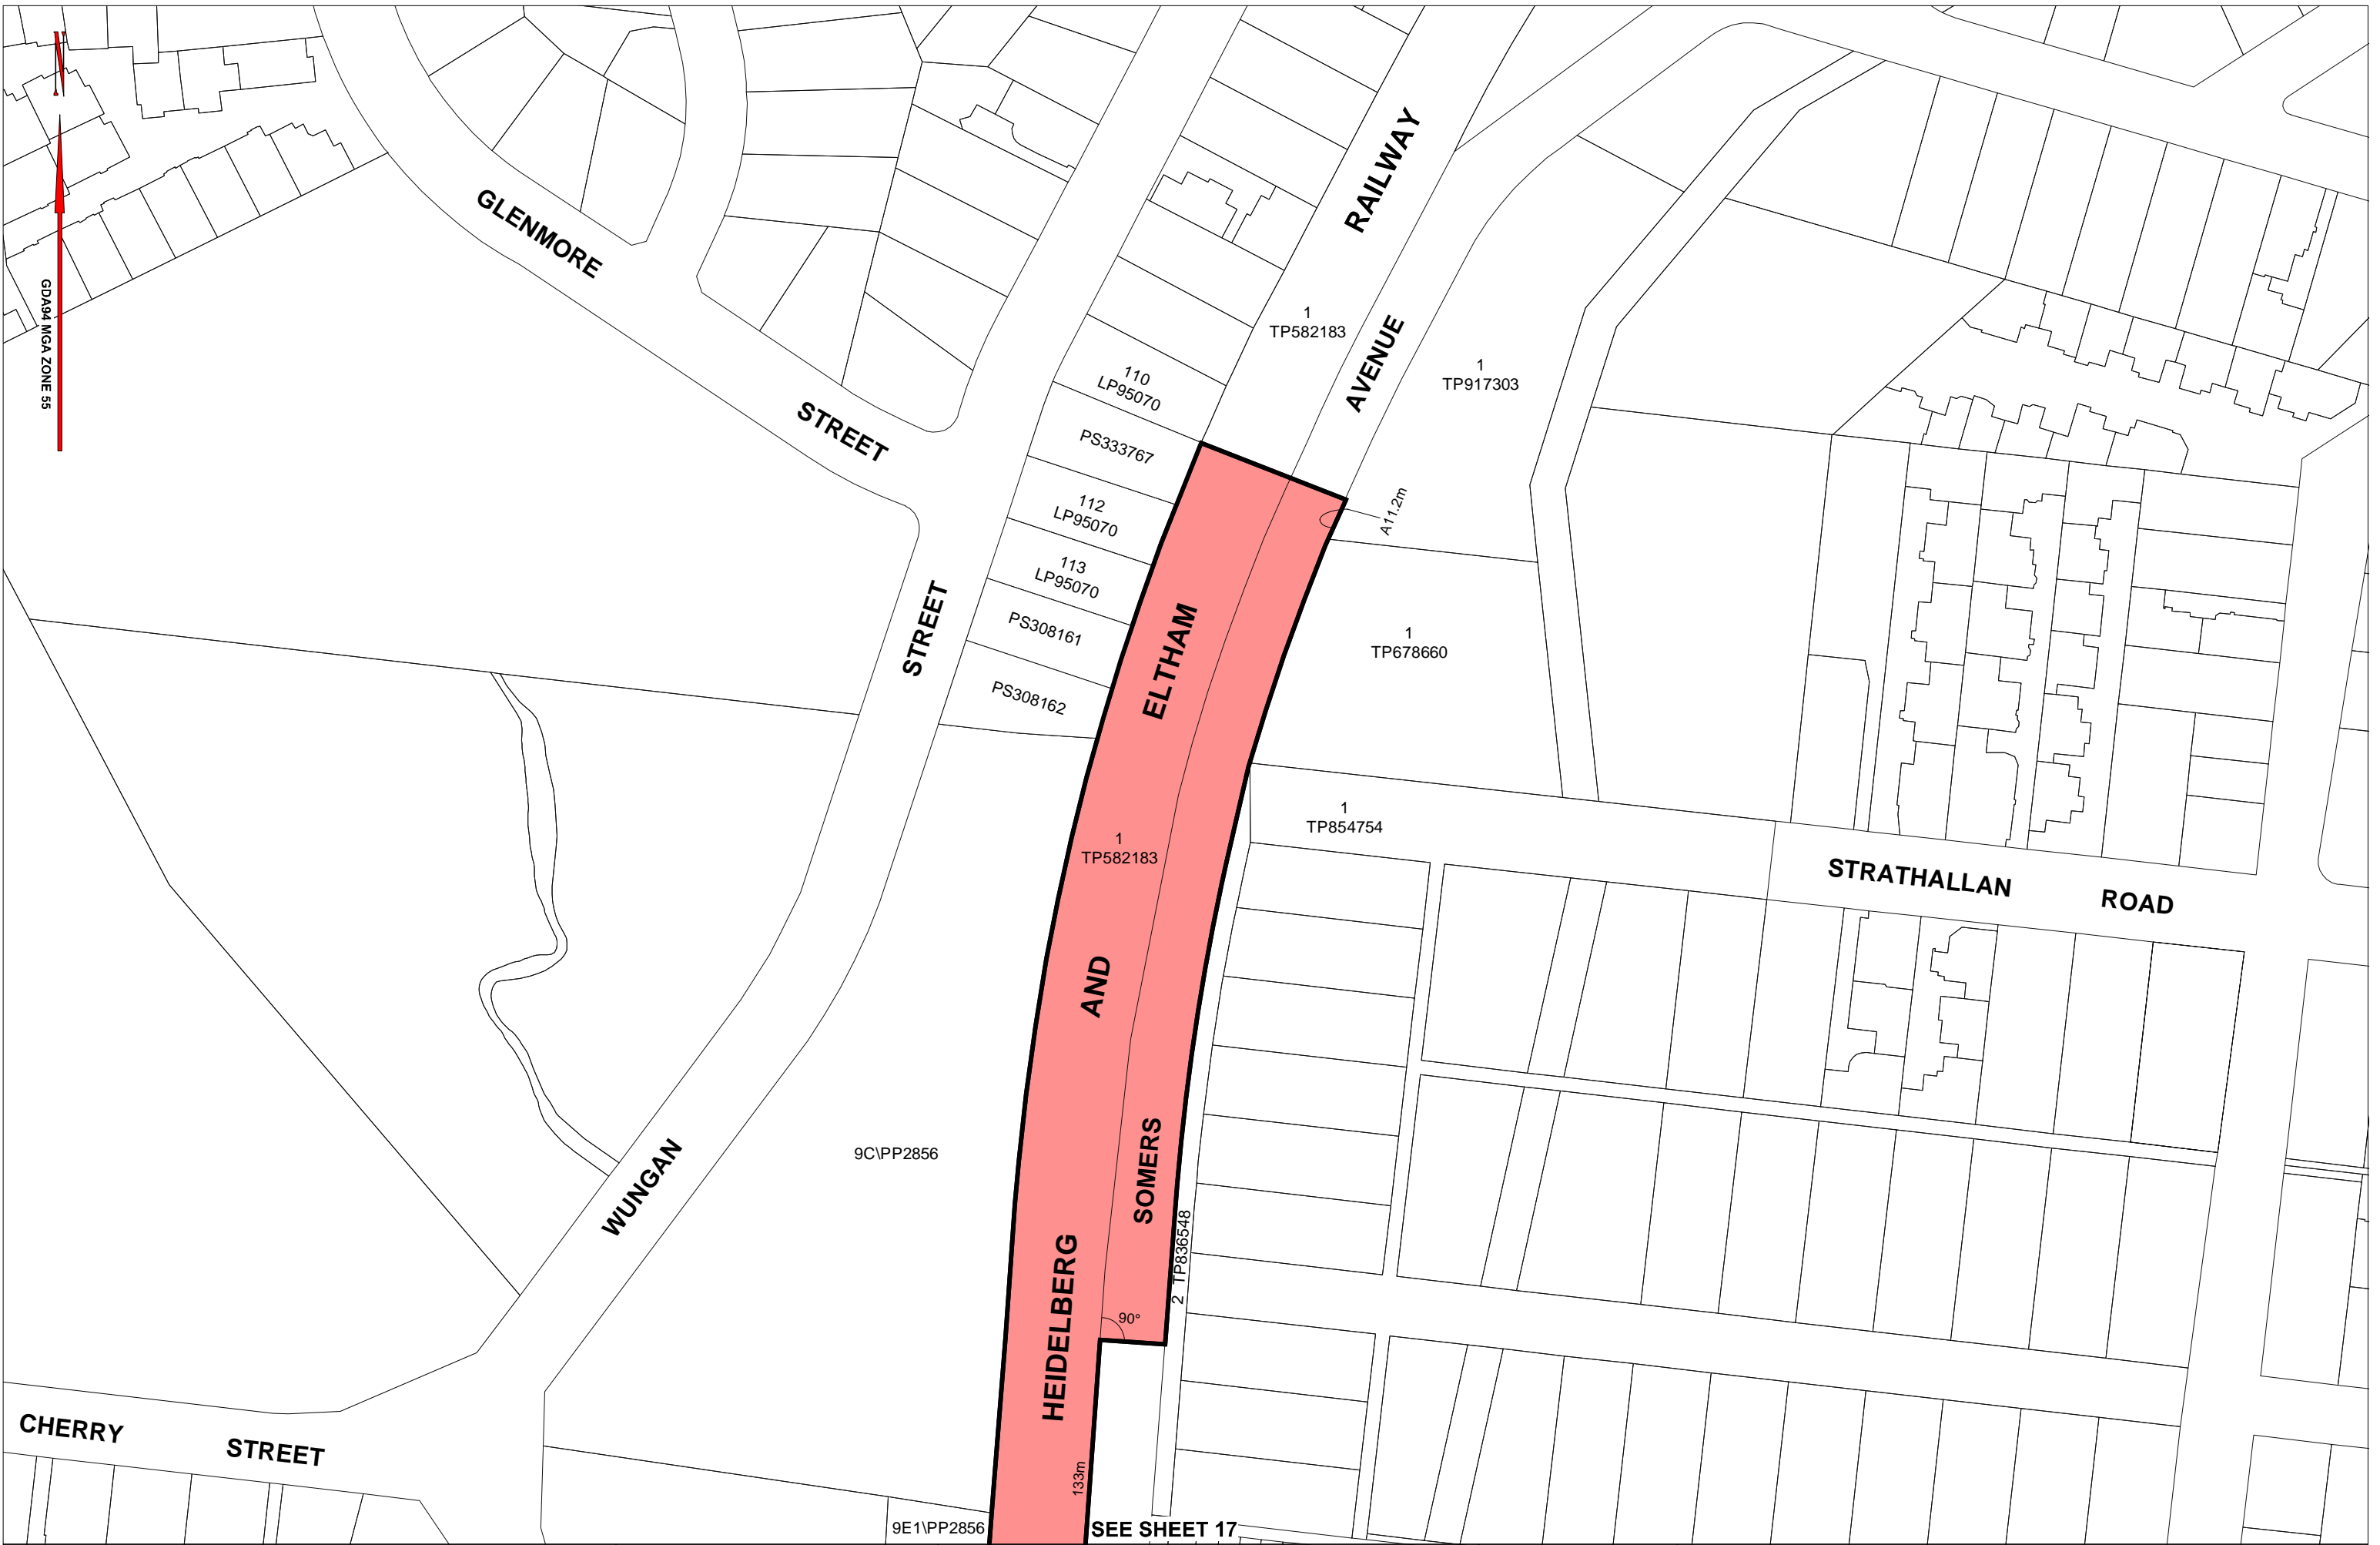 GDA94 MGA ZONE 55
GLENMORE
STREET
RAILWAY
AVENUE
1
TP582183
1
TP917303
110
LP95070
PS333767
112
LP95070
113
LP95070
PS308161
PS308162
A11.2m
STREET
ELTHAM
1
TP678660
1
TP854754
1
TP582183
STRATHALLAN
ROAD
AND
SOMERS
9C\PP2856
WUNGAN
HEIDELBERG
2 TP836548
90°
CHERRY
STREET
133m
9E1\PP2856
SEE SHEET 17